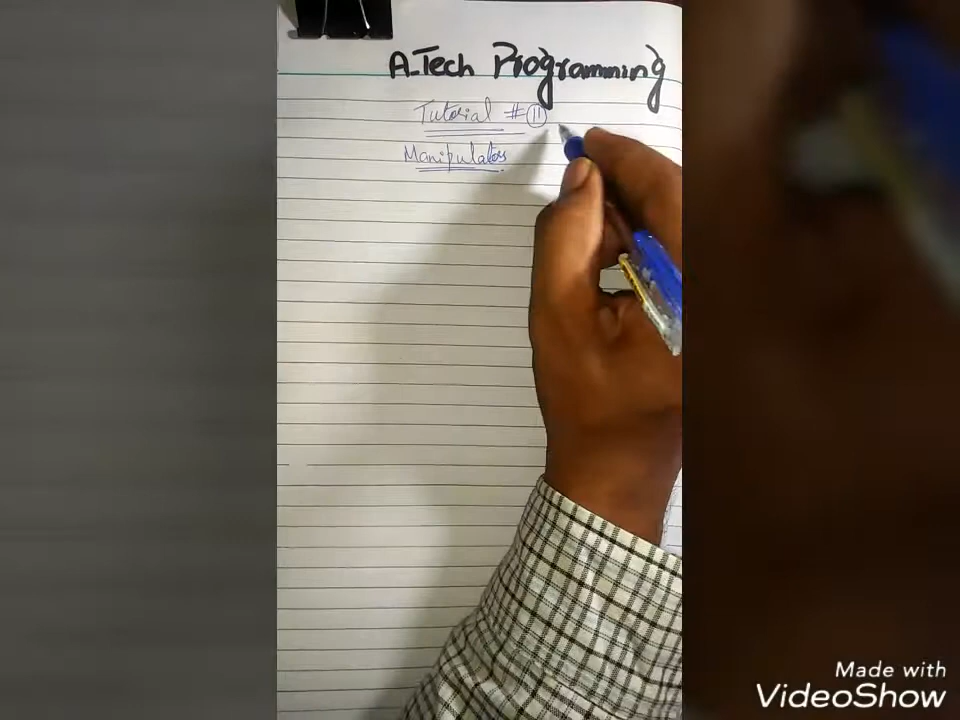 A-Tech Programming
Tutorial # 11
Manipulators
Made with
VideoShow